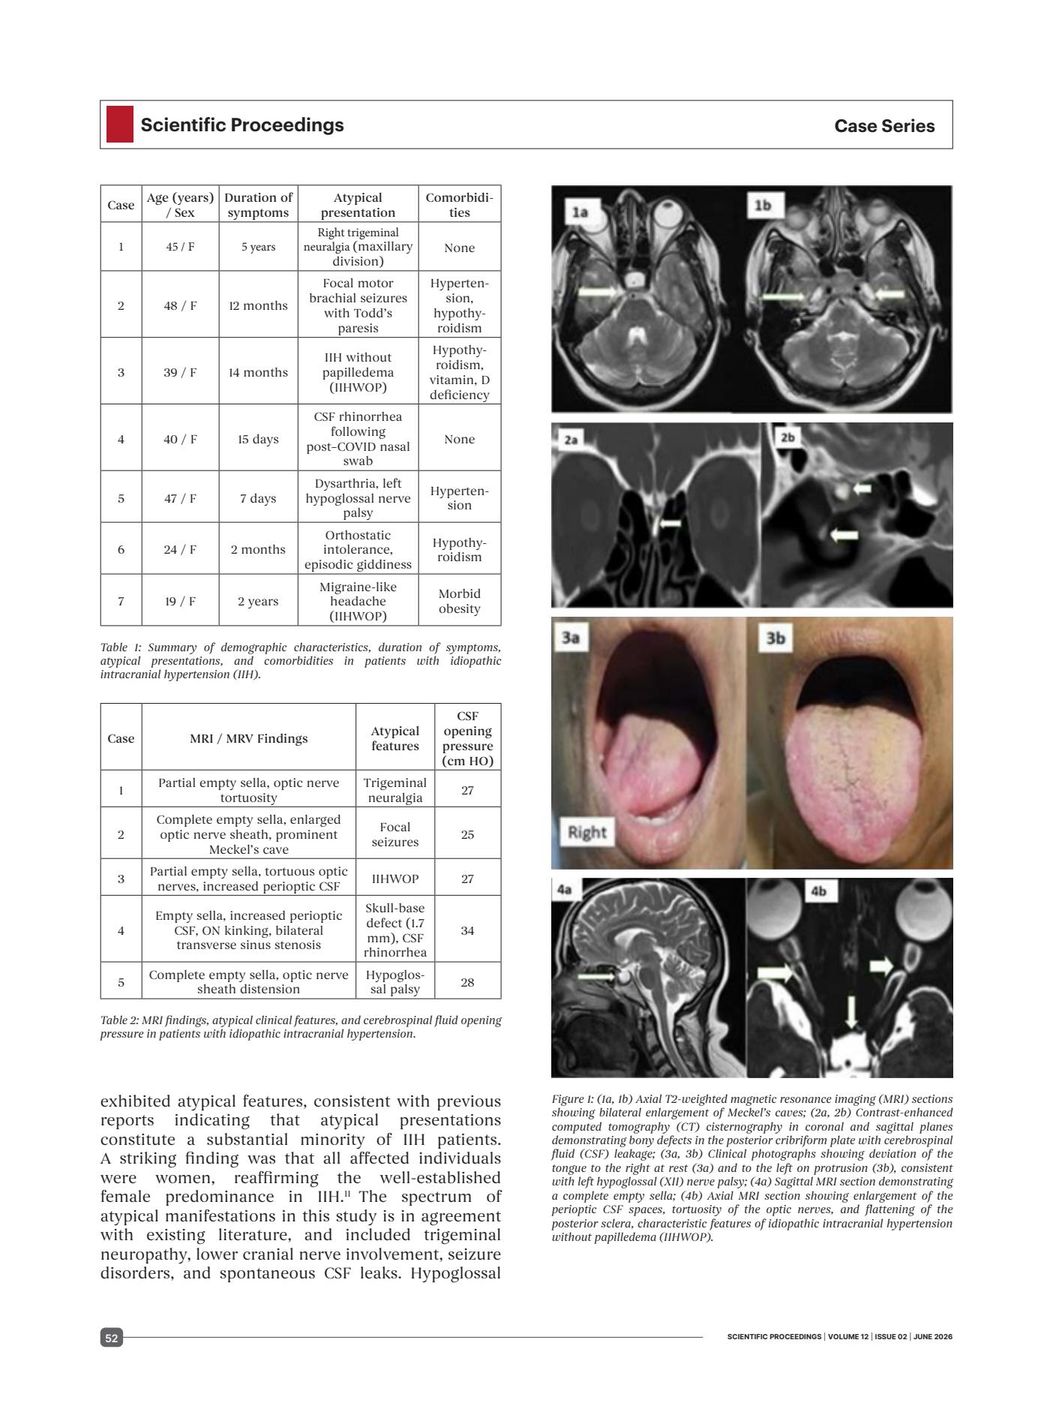 Scientific Proceedings
Case Series
Case | Age (years) / Sex | Duration of symptoms | Atypical presentation | Comorbidi-ties
1 | 45 / F | 5 years | Right trigeminal neuralgia (maxillary division) | None
2 | 48 / F | 12 months | Focal motor brachial seizures with Todd's paresis | Hyperten-sion, hypothy-roidism
3 | 39 / F | 14 months | IIH without papilledema (IIHWOP) | Hypothy-roidism, vitamin, D deficiency
4 | 40 / F | 15 days | CSF rhinorrhea following post-COVID nasal swab | None
5 | 47 / F | 7 days | Dysarthria, left hypoglossal nerve palsy | Hyperten-sion
6 | 24 / F | 2 months | Orthostatic intolerance, episodic giddiness | Hypothy-roidism
7 | 19 / F | 2 years | Migraine-like headache (IIHWOP) | Morbid obesity
Table 1: Summary of demographic characteristics, duration of symptoms,
atypical presentations, and comorbidities in patients with idiopathic
intracranial hypertension (IIH).
Case | MRI / MRV Findings | Atypical features | CSF opening pressure (cm HO)
1 | Partial empty sella, optic nerve tortuosity | Trigeminal neuralgia | 27
2 | Complete empty sella, enlarged optic nerve sheath, prominent Meckel's cave | Focal seizures | 25
3 | Partial empty sella, tortuous optic nerves, increased perioptic CSF | IIHWOP | 27
4 | Empty sella, increased perioptic CSF, ON kinking, bilateral transverse sinus stenosis | Skull-base defect (1.7 mm), CSF rhinorrhea | 34
5 | Complete empty sella, optic nerve sheath distension | Hypoglos-sal palsy | 28
Table 2: MRI findings, atypical clinical features, and cerebrospinal fluid opening
pressure in patients with idiopathic intracranial hypertension.
exhibited atypical features, consistent with previous
reports indicating that atypical presentations
constitute a substantial minority of IIH patients.
A striking finding was that all affected individuals
were women, reaffirming the well-established
female predominance in IIH.11 The spectrum of
atypical manifestations in this study is in agreement
with existing literature, and included trigeminal
neuropathy, lower cranial nerve involvement, seizure
disorders, and spontaneous CSF leaks. Hypoglossal
1a
1b
2a
2b
3a
3b
Right
4a
4b
Figure 1: (1a, 1b) Axial T2-weighted magnetic resonance imaging (MRI) sections
showing bilateral enlargement of Meckel's caves; (2a, 2b) Contrast-enhanced
computed tomography (CT) cisternography in coronal and sagittal planes
demonstrating bony defects in the posterior cribriform plate with cerebrospinal
fluid (CSF) leakage; (3a, 3b) Clinical photographs showing deviation of the
tongue to the right at rest (3a) and to the left on protrusion (3b), consistent
with left hypoglossal (XII) nerve palsy; (4a) Sagittal MRI section demonstrating
a complete empty sella; (4b) Axial MRI section showing enlargement of the
perioptic CSF spaces, tortuosity of the optic nerves, and flattening of the
posterior sclera, characteristic features of idiopathic intracranial hypertension
without papilledema (IIHWOP).
52
SCIENTIFIC PROCEEDINGS | VOLUME 12 | ISSUE 02 | JUNE 2026